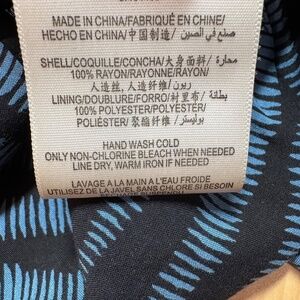 MADE IN CHINA/FABRIQUÉ EN CHINE/
HECHO EN CHINA/中国制造/صنع في الصين
SHELL/COQUILLE/CONCHA/大身面料/محارة
100% RAYON/RAYONNE/RAYON/
人造丝, 人造纤维/رايون
LINING/DOUBLURE/FORRO/衬里布/بطانة
100% POLYESTER/POLYESTER/
POLIÉSTER/聚酯纤维/بوليستر
HAND WASH COLD
ONLY NON-CHLORINE BLEACH WHEN NEEDED
LINE DRY, WARM IRON IF NEEDED
LAVAGE A LA MAIN A L'EAU FROIDE
UTILISEZ DE LA JAVEL SANS CHLORE SI BESOIN